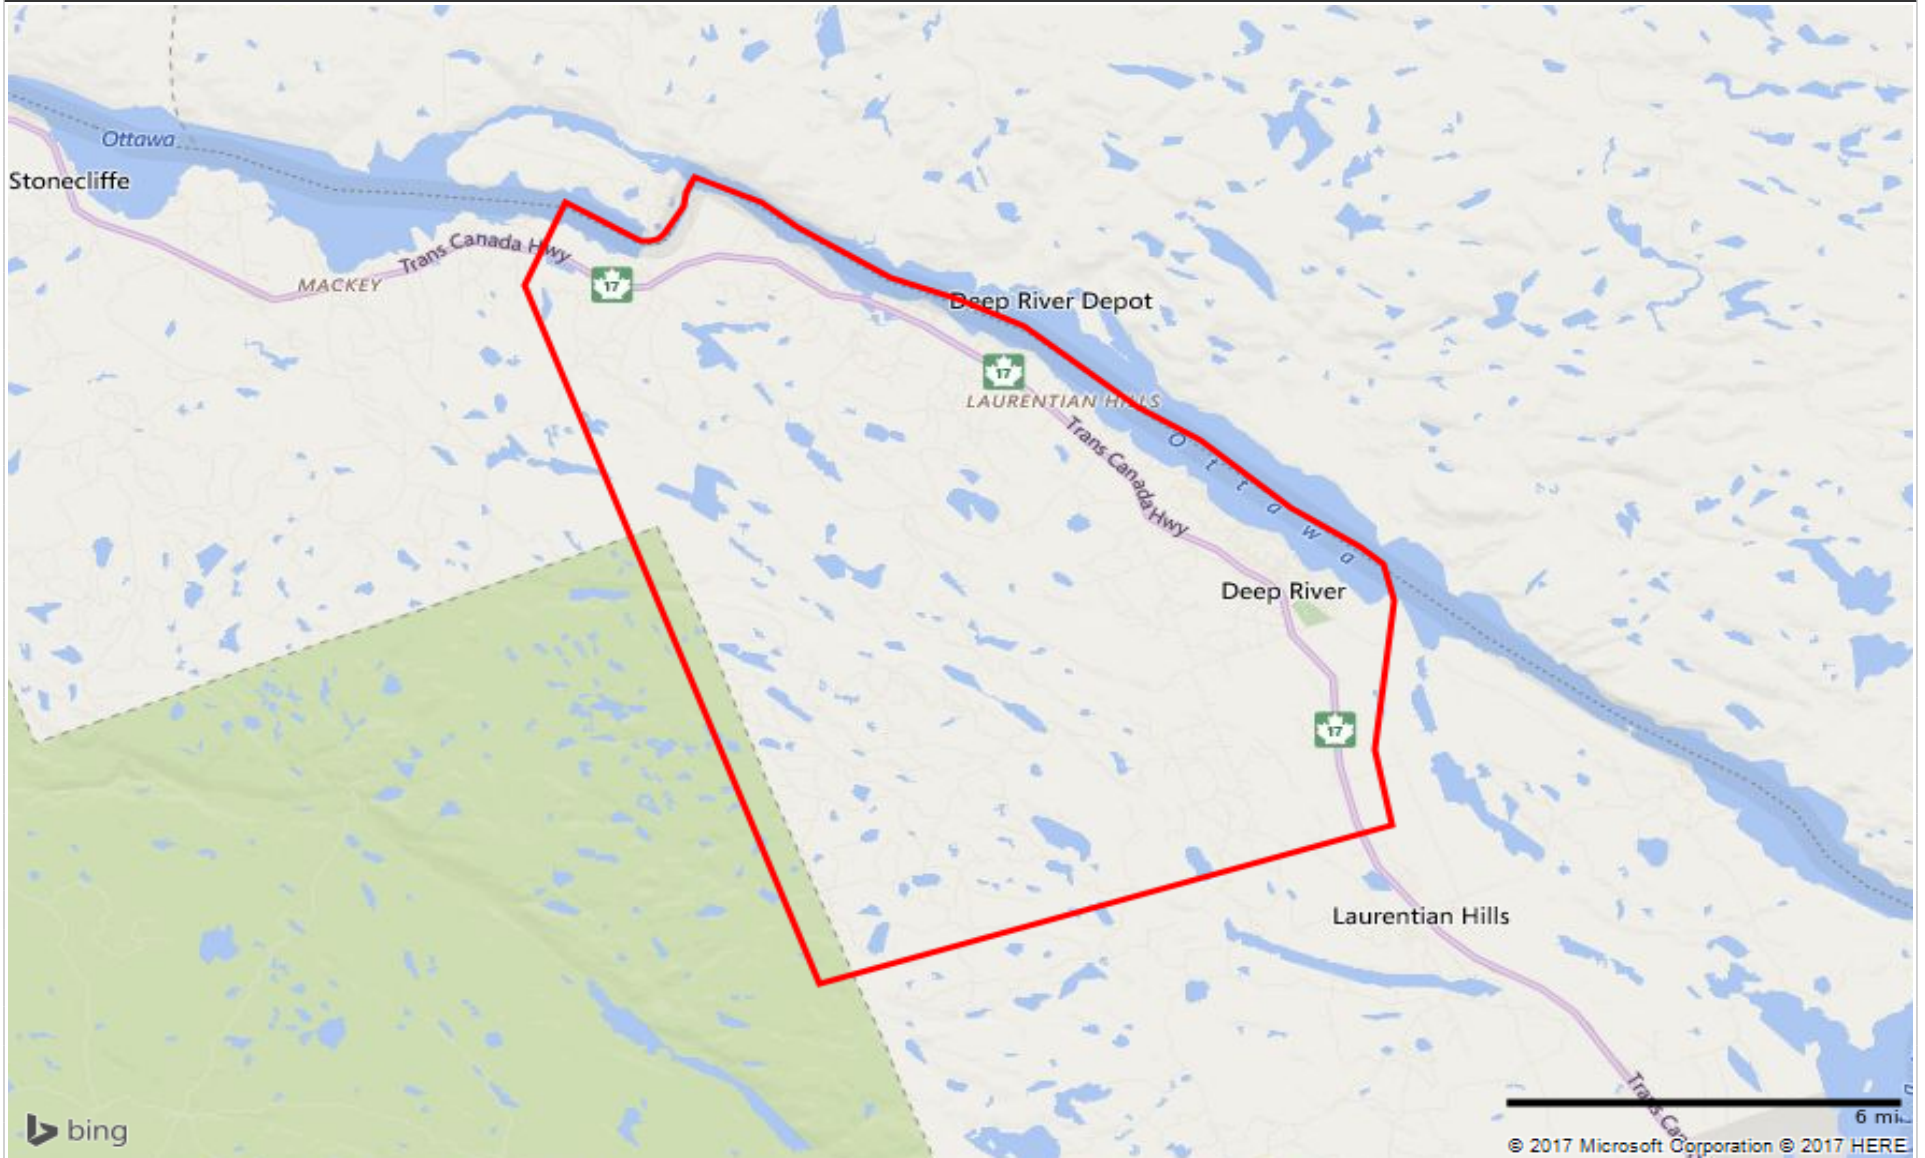 Ottawa
Stonecliffe
Trans Canada Hwy
MACKEY
17
Deep River Depot
17
LAURENTIAN HILLS
Trans Canada Hwy
Ottawa
Deep River
17
Laurentian Hills
6 mi
bing
© 2017 Microsoft Corporation © 2017 HERE